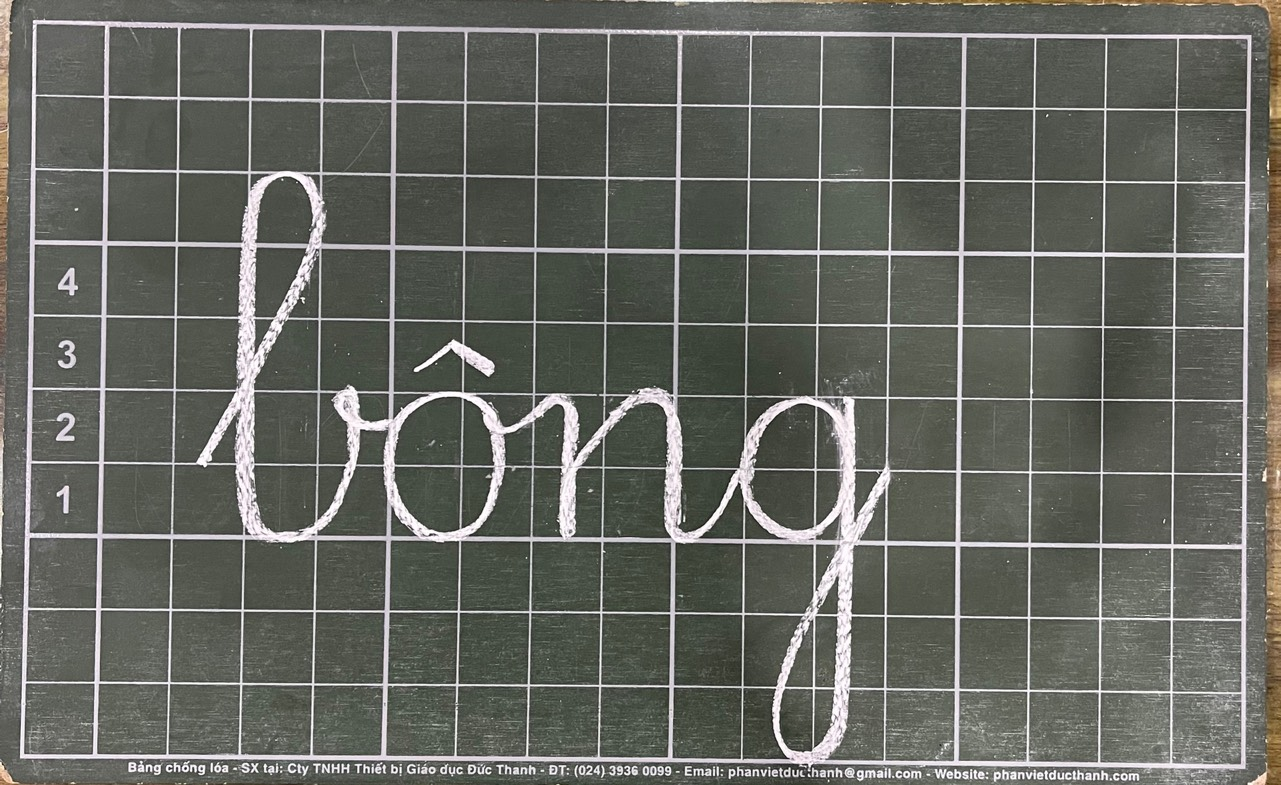 4
3
bông
2
1
Bảng chống lóa - SX tại: Cty TNHH Thiết bị Giáo dục Đức Thanh - ĐT: (024) 3936 0099 - Email: phanvietducthanh@gmail.com - Website: phanvietducthanh.com